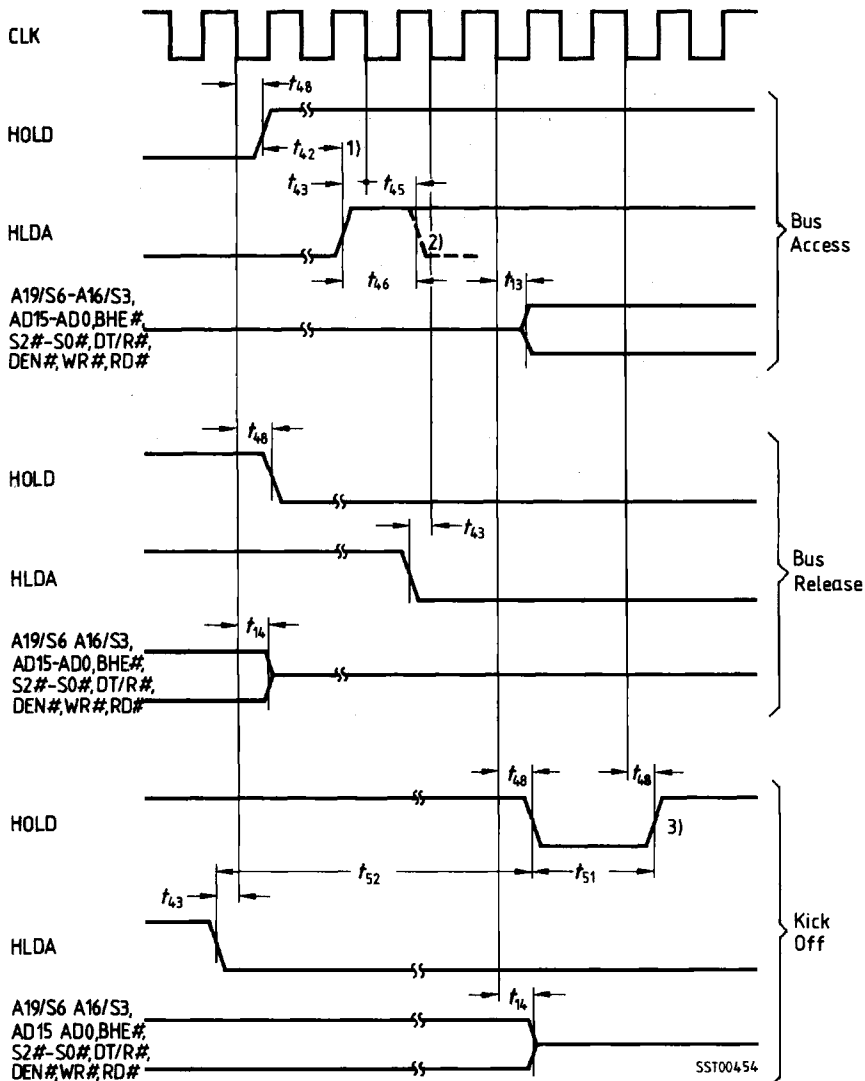 CLK
t48
HOLD
t42 1)
t43 t45
HLDA
2)
t46 t13
Bus
Access
A19/S6-A16/S3,
AD15-AD0,BHE#,
S2#-S0#,DT/R#,
DEN#,WR#,RD#
t48
HOLD
t43
HLDA
Bus
Release
t14
A19/S6 A16/S3,
AD15-AD0,BHE#,
S2#-S0#,DT/R#,
DEN#,WR#,RD#
t48 t48
HOLD
3)
t52 t51
t43
HLDA
Kick
Off
t14
A19/S6 A16/S3,
AD15 AD0,BHE#,
S2#-S0#,DT/R#,
DEN#,WR#,RD#
SST00454